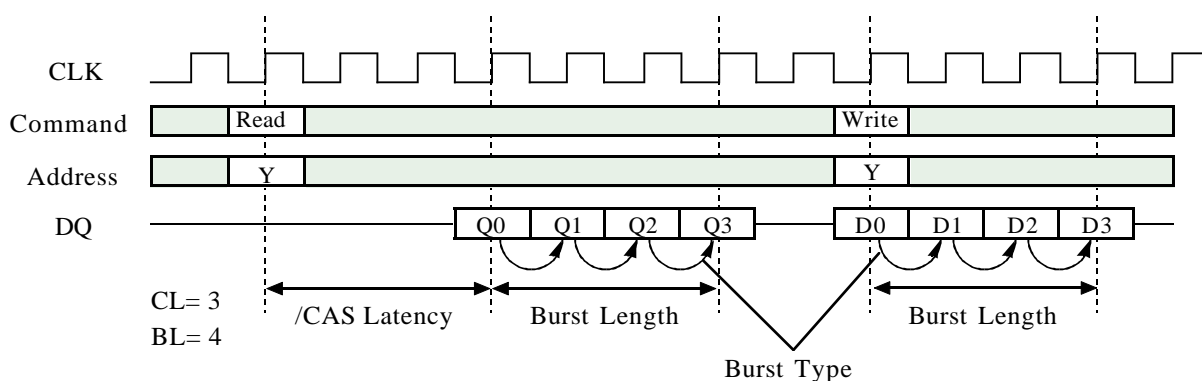 CLK
Command Read Write
Address Y Y
DQ Q0 Q1 Q2 Q3 D0 D1 D2 D3
CL= 3 /CAS Latency Burst Length Burst Length
BL= 4
Burst Type